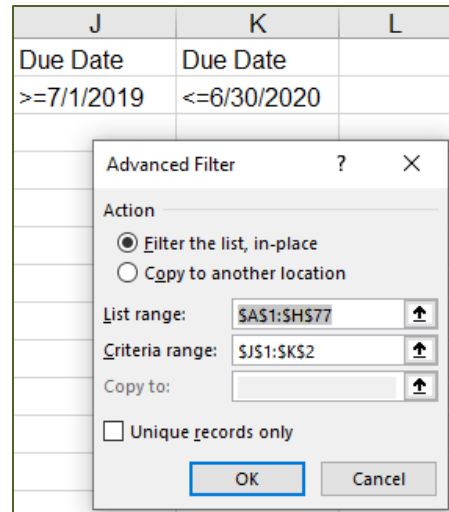 J K L
Due Date Due Date
>=7/1/2019 <=6/30/2020
Advanced Filter ? ×
Action
Filter the list, in-place
Copy to another location
List range: $A$1:$H$77
Criteria range: $J$1:$K$2
Copy to:
Unique records only
OK Cancel